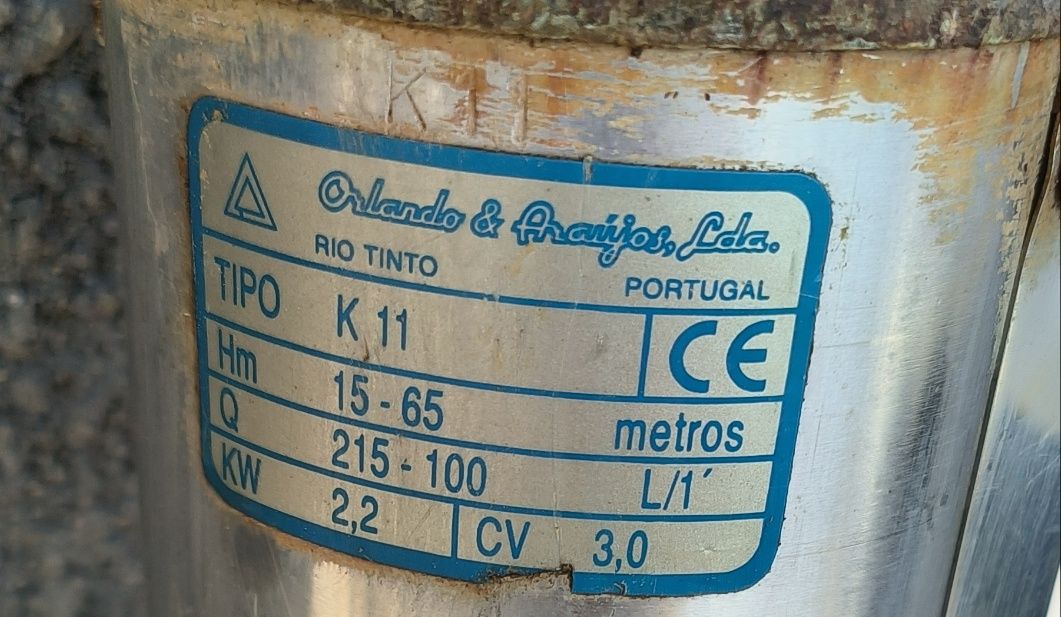 K 11
Orlando & Araújos, Lda.
RIO TINTO PORTUGAL
TIPO K 11 CE
Hm 15 - 65 metros
Q 215 - 100 L/1´
KW 2,2 CV 3,0